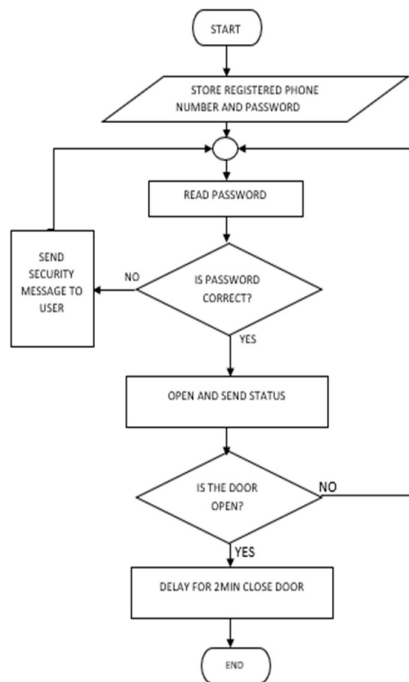 START
STORE REGISTERED PHONE
NUMBER AND PASSWORD
READ PASSWORD
SEND
SECURITY
MESSAGE TO
USER
NO
IS PASSWORD
CORRECT?
YES
OPEN AND SEND STATUS
IS THE DOOR
OPEN?
NO
YES
DELAY FOR 2MIN CLOSE DOOR
END